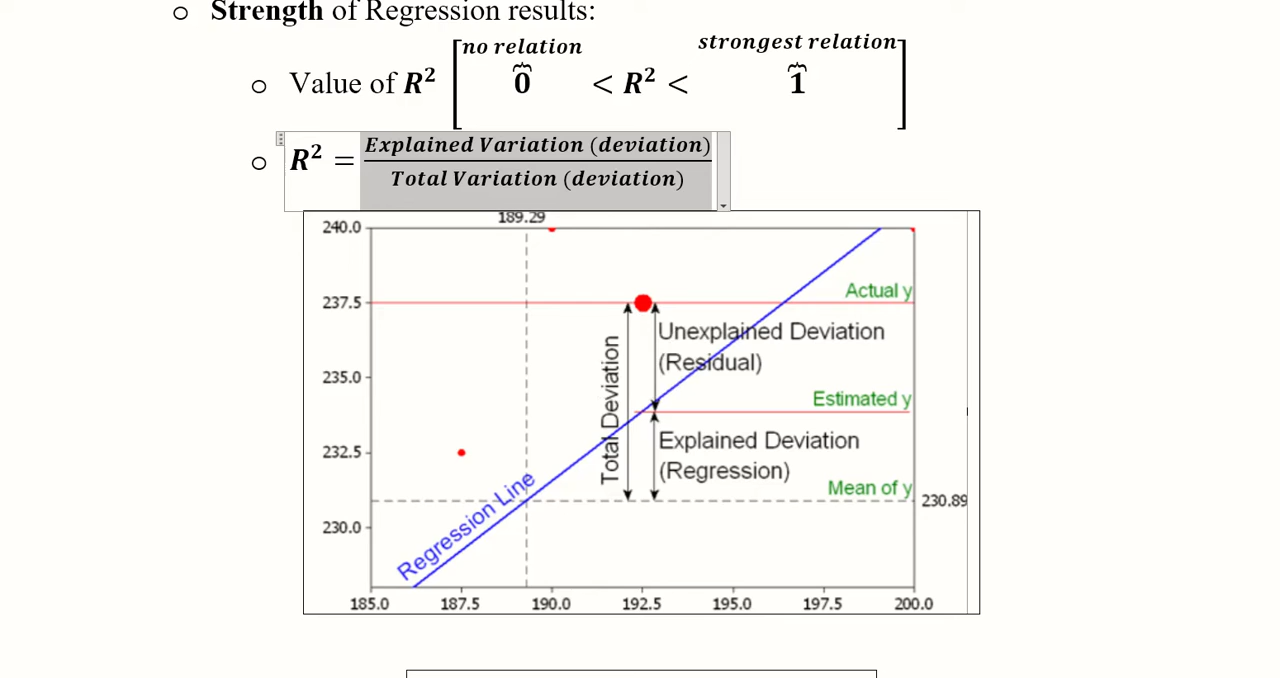 Strength of Regression results:
no relation strongest relation
Value of R² [ 0 < R² < 1 ]
R² = Explained Variation (deviation)
Total Variation (deviation)
189.29
240.0
Actual y
237.5
Unexplained Deviation
(Residual)
235.0
Total Deviation
Estimated y
Explained Deviation
(Regression)
232.5
Mean of y
230.89
Regression Line
230.0
185.0 187.5 190.0 192.5 195.0 197.5 200.0